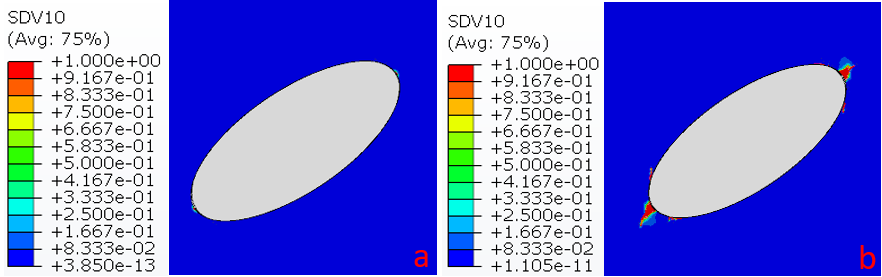 SDV10
(Avg: 75%)
+1.000e+00
+9.167e-01
+8.333e-01
+7.500e-01
+6.667e-01
+5.833e-01
+5.000e-01
+4.167e-01
+3.333e-01
+2.500e-01
+1.667e-01
+8.333e-02
+3.850e-13
a
SDV10
(Avg: 75%)
+1.000e+00
+9.167e-01
+8.333e-01
+7.500e-01
+6.667e-01
+5.833e-01
+5.000e-01
+4.167e-01
+3.333e-01
+2.500e-01
+1.667e-01
+8.333e-02
+1.105e-11
b